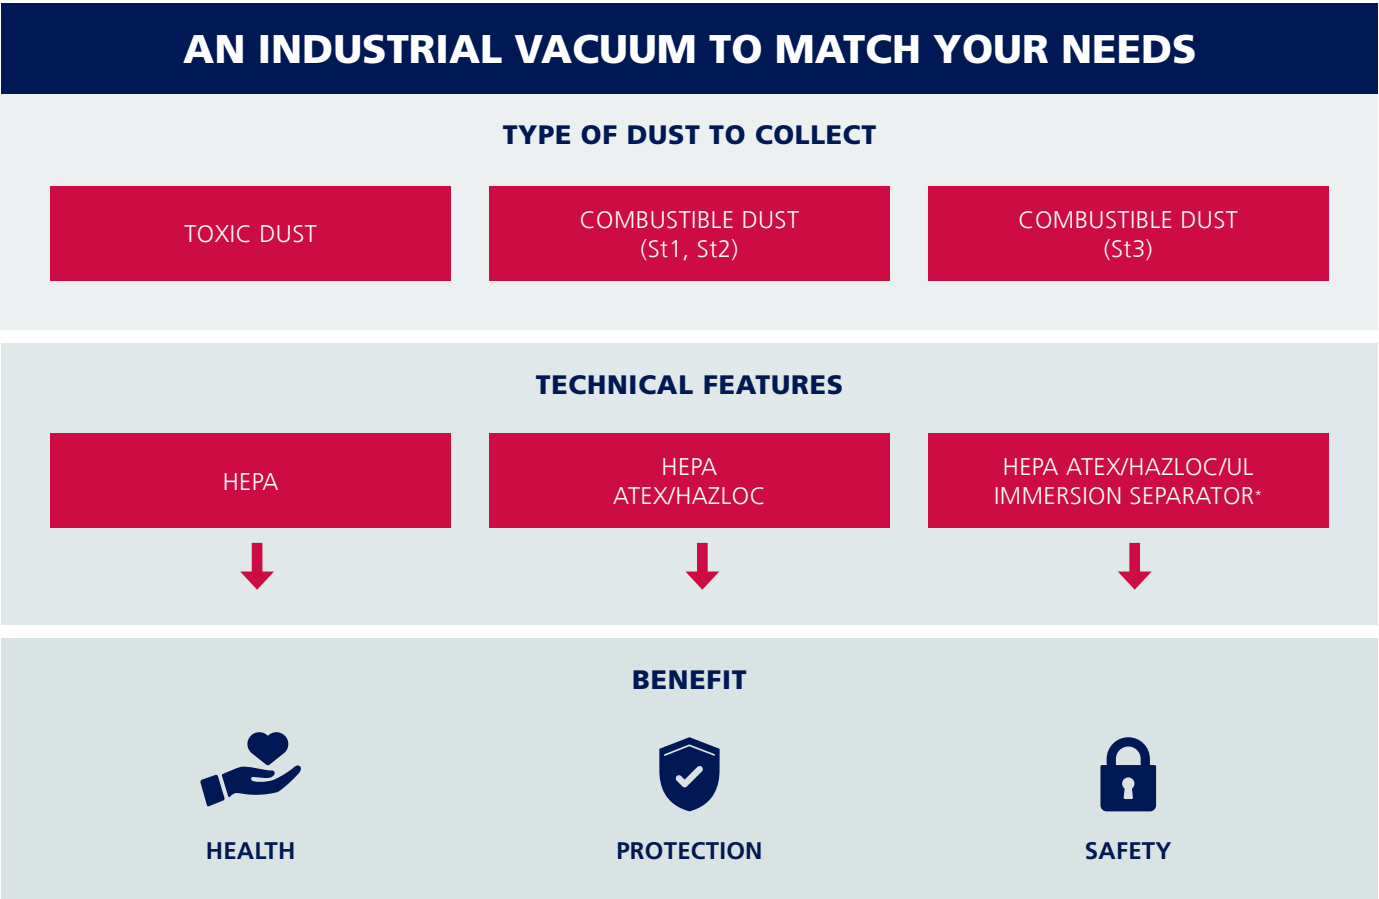 AN INDUSTRIAL VACUUM TO MATCH YOUR NEEDS
TYPE OF DUST TO COLLECT
TOXIC DUST
COMBUSTIBLE DUST
(St1, St2)
COMBUSTIBLE DUST
(St3)
TECHNICAL FEATURES
HEPA
HEPA
ATEX/HAZLOC
HEPA ATEX/HAZLOC/UL
IMMERSION SEPARATOR*
BENEFIT
HEALTH
PROTECTION
SAFETY